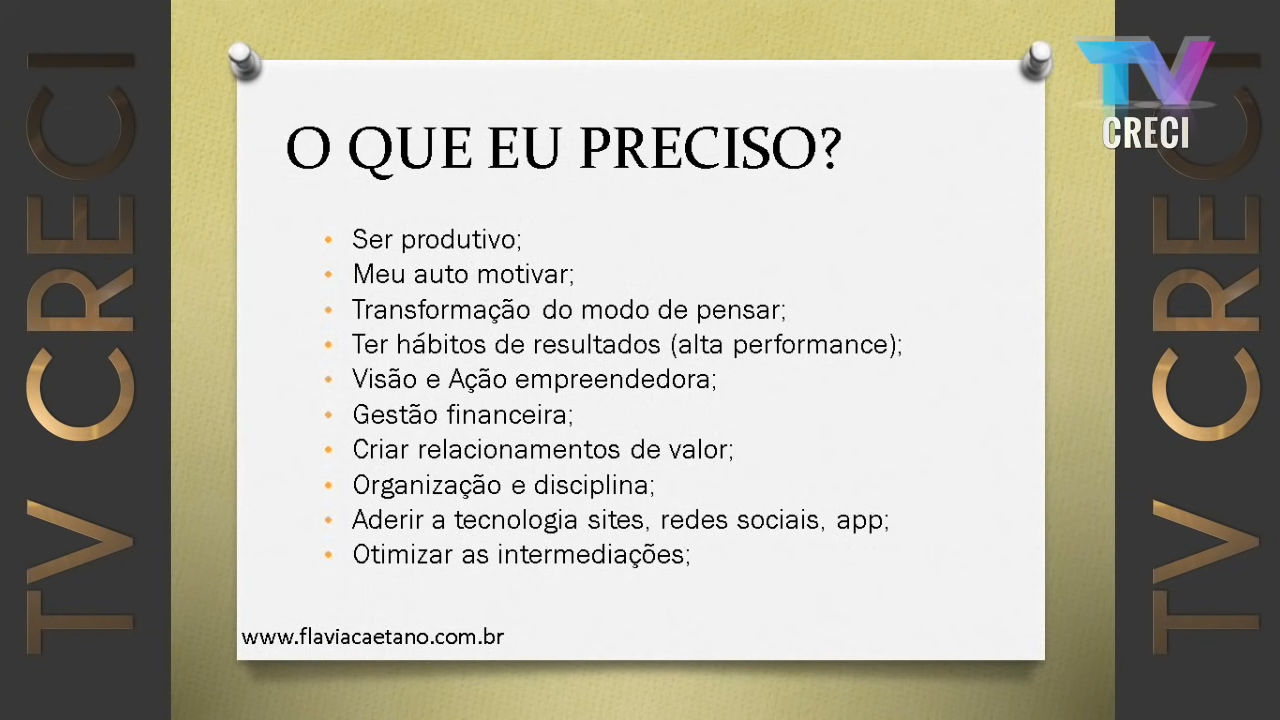 TV CRECI
TV
CRECI
O QUE EU PRECISO?
• Ser produtivo;
• Meu auto motivar;
• Transformação do modo de pensar;
• Ter hábitos de resultados (alta performance);
• Visão e Ação empreendedora;
• Gestão financeira;
• Criar relacionamentos de valor;
• Organização e disciplina;
• Aderir a tecnologia sites, redes sociais, app;
• Otimizar as intermediações;
www.flaviacaetano.com.br
TV CRECI